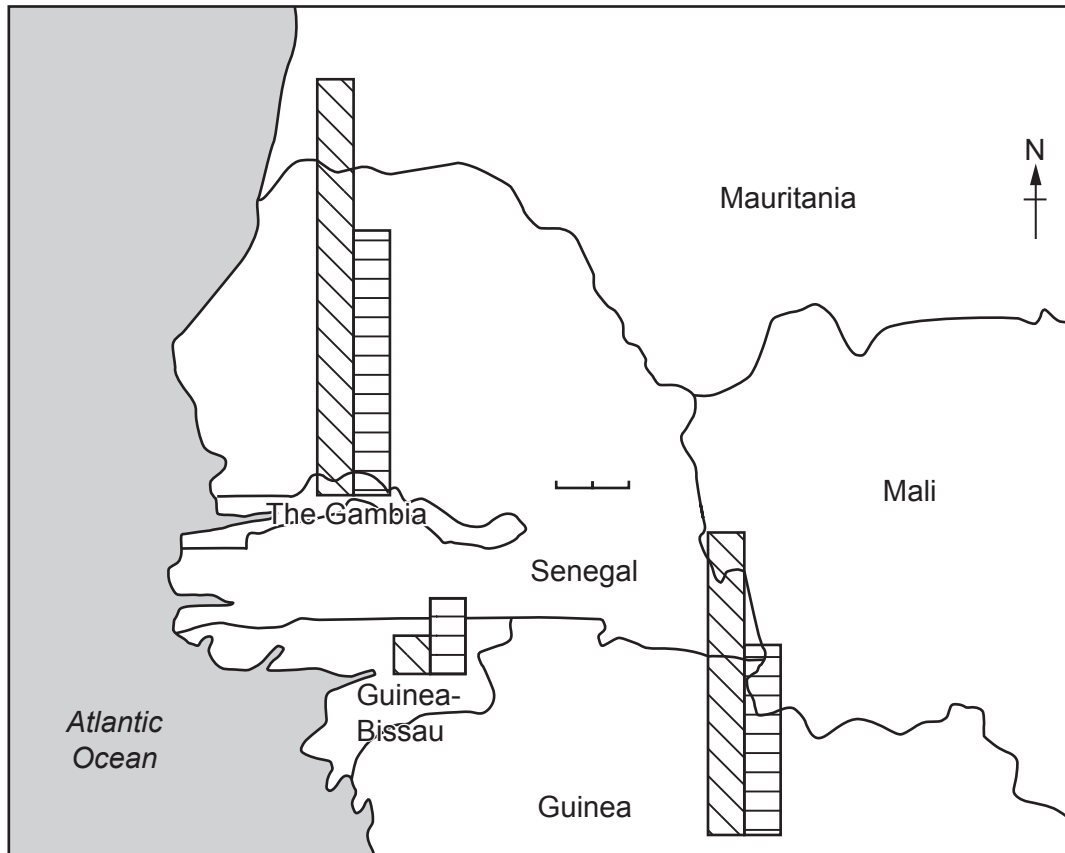 N
Mauritania
Mali
The Gambia
Senegal
Guinea-
Bissau
Atlantic
Ocean
Guinea